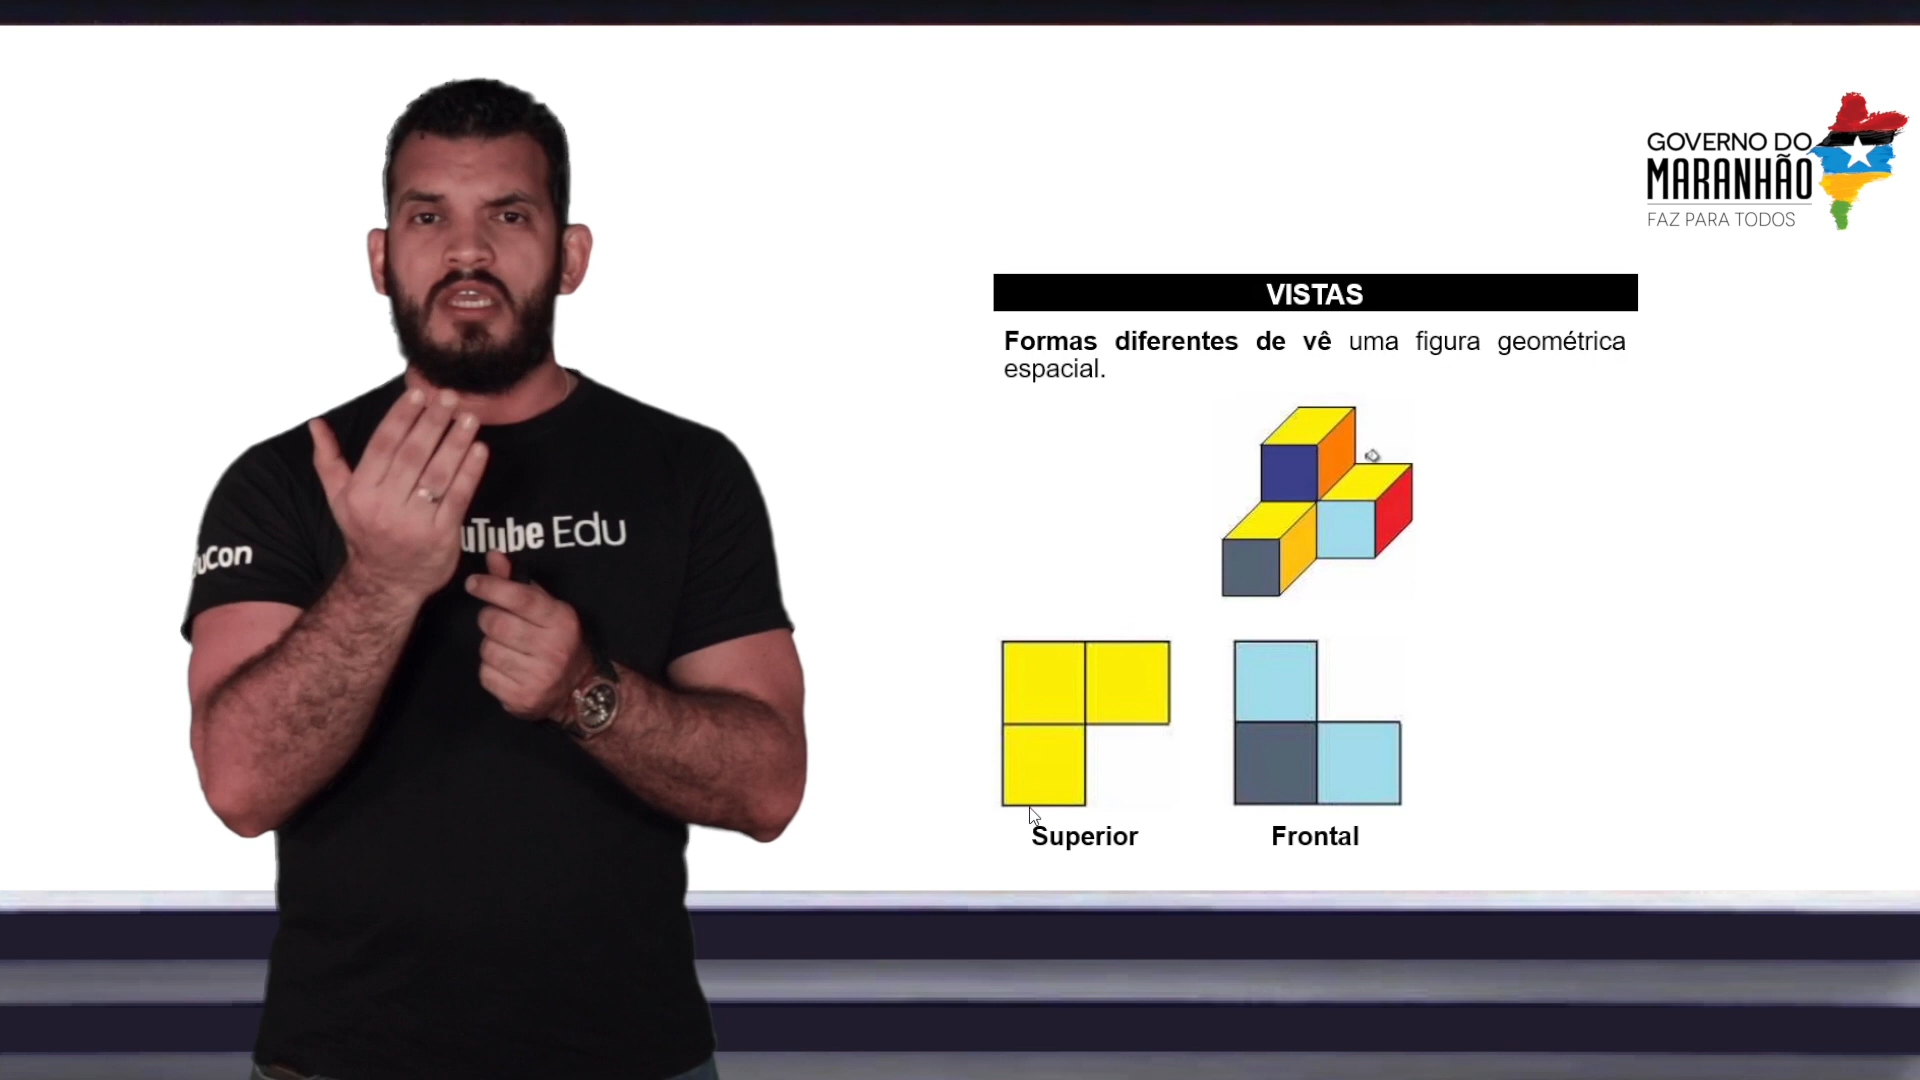 GOVERNO DO
MARANHÃO
FAZ PARA TODOS
VISTAS
Formas diferentes de vê uma figura geométrica
espacial.
uTube Edu
uCon
Superior
Frontal